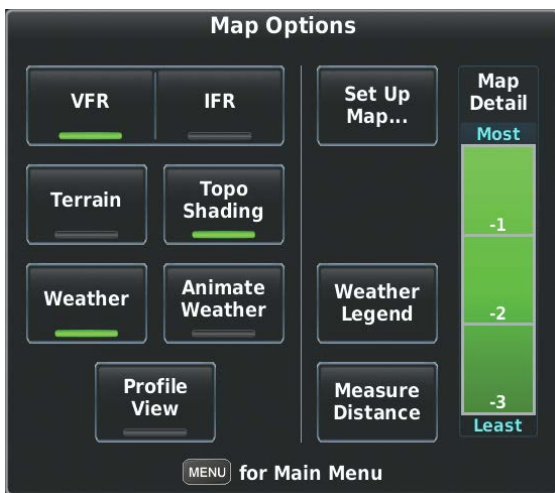 Map Options
VFR
IFR
Set Up
Map...
Map
Detail
Most
Terrain
Topo
Shading
-1
Weather
Animate
Weather
Weather
Legend
-2
Profile
View
Measure
Distance
-3
Least
MENU for Main Menu